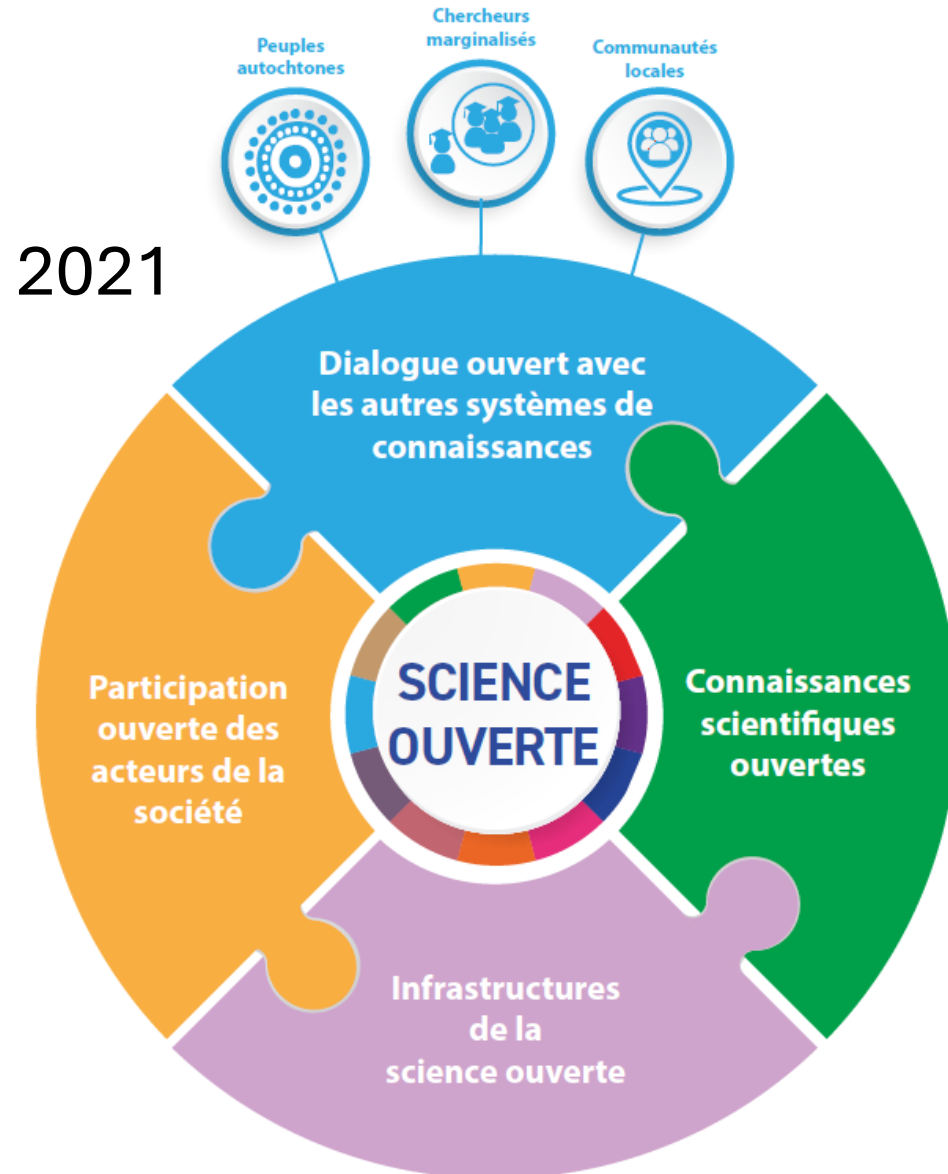 Peuples
autochtones
Chercheurs
marginalisés
Communautés
locales
2021
Dialogue ouvert avec
les autres systèmes de
connaissances
Participation
ouverte des
acteurs de la
société
SCIENCE
OUVERTE
Connaissances
scientifiques
ouvertes
Infrastructures
de la
science ouverte